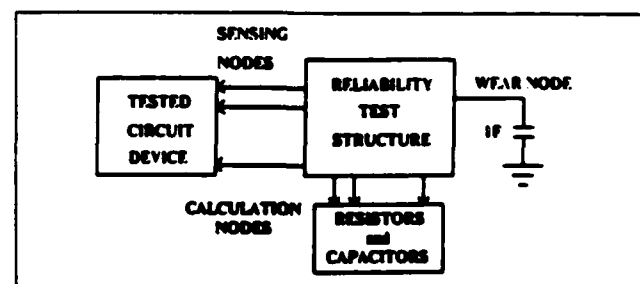 SENSING
NODES
TESTED
CIRCUIT
DEVICE
RELIABILITY
TEST
STRUCTURE
WEAR NODE
1F
CALCULATION
NODES
RESISTORS
and
CAPACITORS